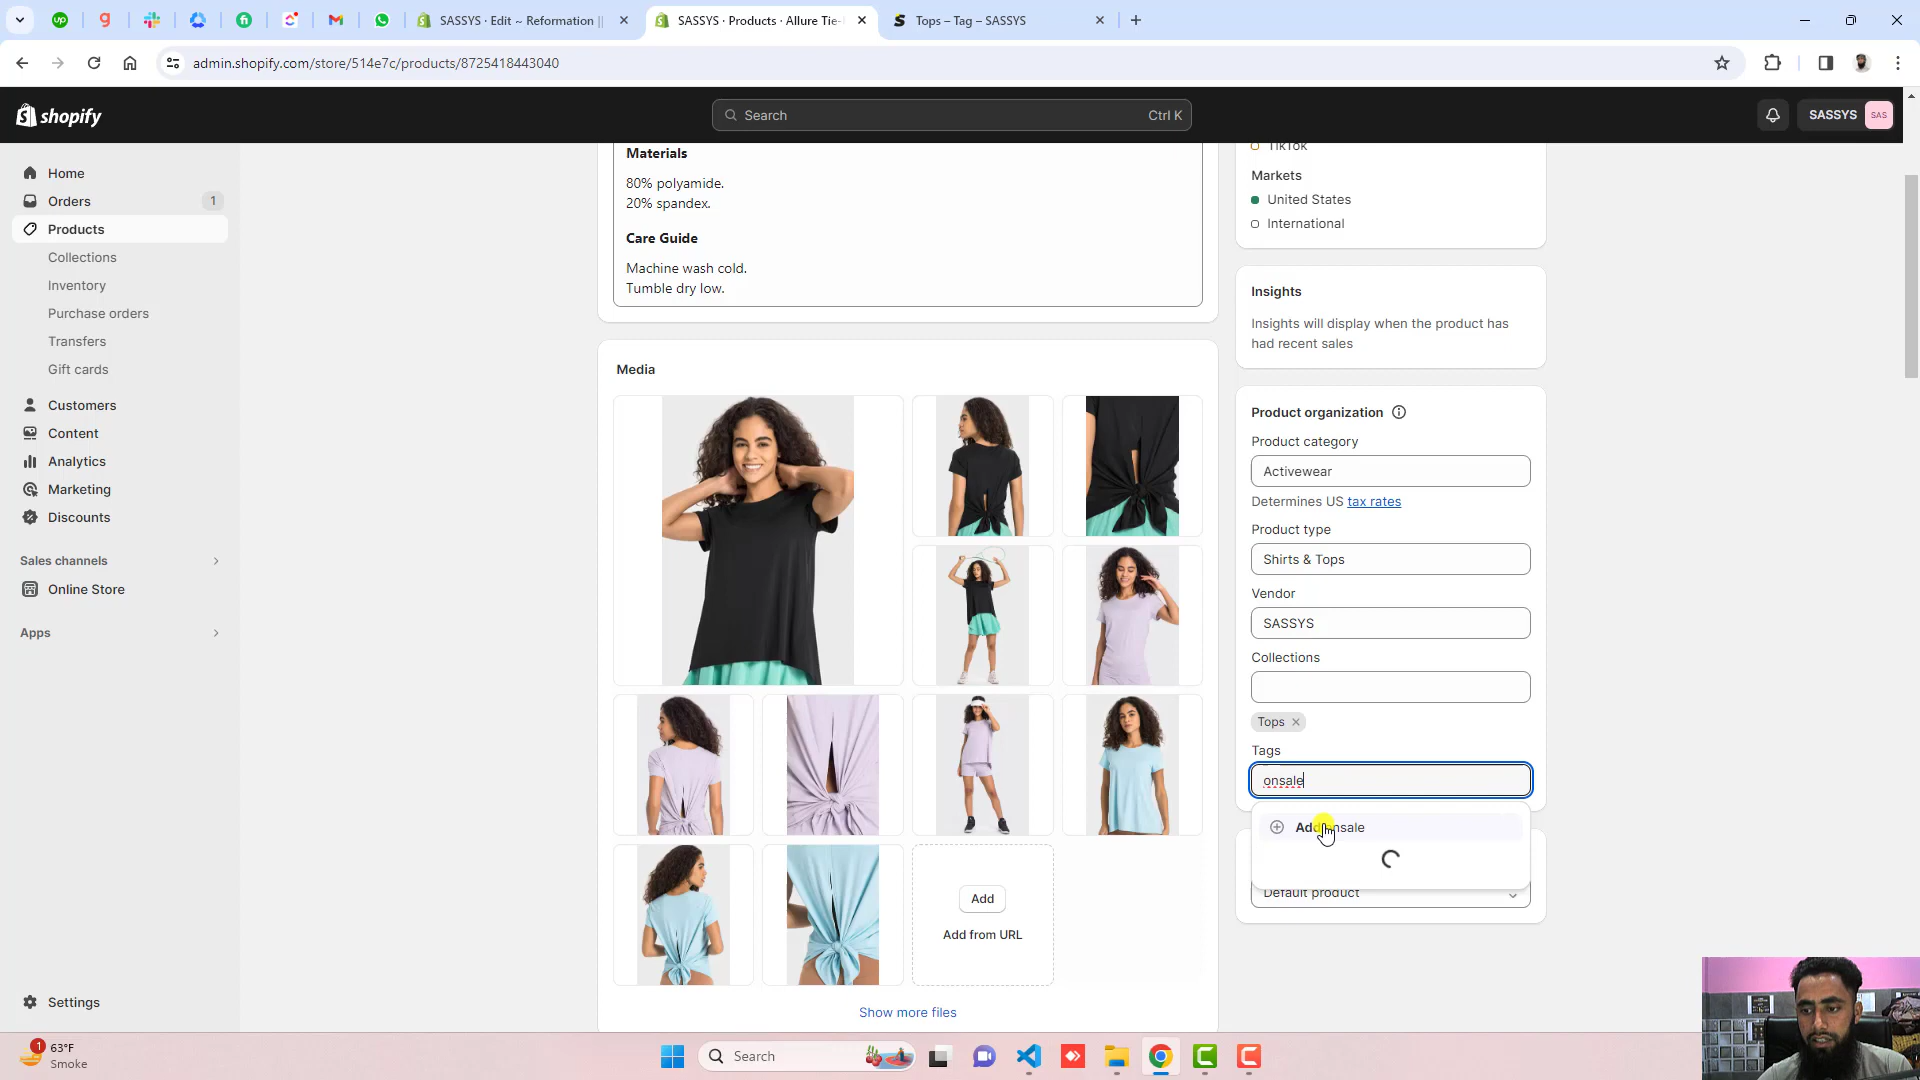 SASSYS · Edit ~ Reformation ||
SASSYS · Products · Allure Tie-
Tops – Tag – SASSYS
admin.shopify.com/store/514e7c/products/8725418443040
shopify
Search
Ctrl K
SASSYS
SAS
Home
Orders
1
Products
Collections
Inventory
Purchase orders
Transfers
Gift cards
Customers
Content
Analytics
Marketing
Discounts
Sales channels
Online Store
Apps
Settings
Materials
80% polyamide.
20% spandex.
Care Guide
Machine wash cold.
Tumble dry low.
Media
Add
Add from URL
Show more files
TikTok
Markets
United States
International
Insights
Insights will display when the product has
had recent sales
Product organization
Product category
Activewear
Determines US tax rates
Product type
Shirts & Tops
Vendor
SASSYS
Collections
Tops
Tags
onsale
Add onsale
Default product
1
63°F
Smoke
Search